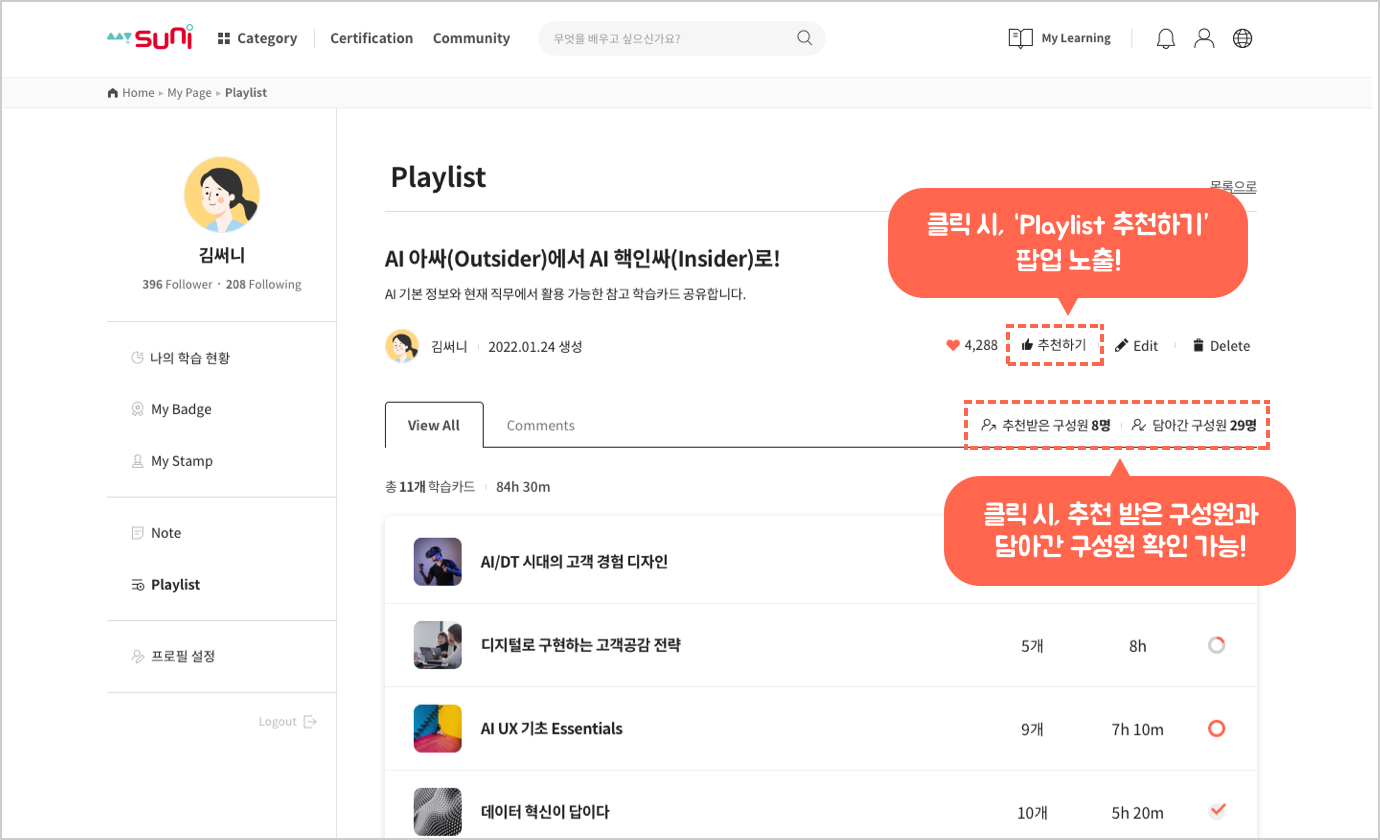 mySUNI
Category
Certification
Community
무엇을 배우고 싶으신가요?
My Learning
Home ▸ My Page ▸ Playlist
김써니
396 Follower · 208 Following
나의 학습 현황
My Badge
My Stamp
Note
Playlist
프로필 설정
Logout
Playlist
목록으로
클릭 시, ‘Playlist 추천하기’
팝업 노출!
AI 아싸(Outsider)에서 AI 핵인싸(Insider)로!
AI 기본 정보와 현재 직무에서 활용 가능한 참고 학습카드 공유합니다.
김써니
2022.01.24 생성
4,288
추천하기
Edit
Delete
View All
Comments
추천받은 구성원 8명
담아간 구성원 29명
총 11개 학습카드
84h 30m
클릭 시, 추천 받은 구성원과
담아간 구성원 확인 가능!
AI/DT 시대의 고객 경험 디자인
디지털로 구현하는 고객공감 전략
5개
8h
AI UX 기초 Essentials
9개
7h 10m
데이터 혁신이 답이다
10개
5h 20m